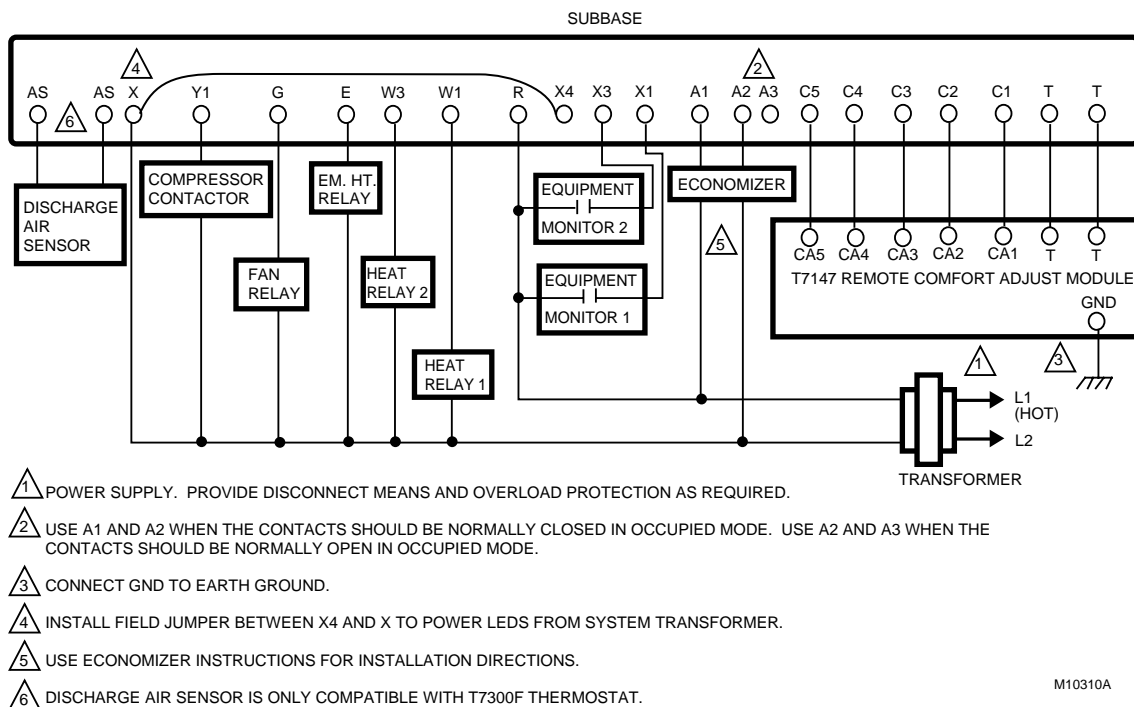 SUBBASE
4
2
AS AS X Y1 G E W3 W1 R X4 X3 X1 A1 A2 A3 C5 C4 C3 C2 C1 T T
6
DISCHARGE
AIR
SENSOR
COMPRESSOR
CONTACTOR
FAN
RELAY
EM. HT.
RELAY
HEAT
RELAY 2
HEAT
RELAY 1
EQUIPMENT
MONITOR 2
EQUIPMENT
MONITOR 1
ECONOMIZER
5
CA5 CA4 CA3 CA2 CA1 T T
T7147 REMOTE COMFORT ADJUST MODULE
GND
1
3
L1
(HOT)
L2
TRANSFORMER
1 POWER SUPPLY. PROVIDE DISCONNECT MEANS AND OVERLOAD PROTECTION AS REQUIRED.
2 USE A1 AND A2 WHEN THE CONTACTS SHOULD BE NORMALLY CLOSED IN OCCUPIED MODE. USE A2 AND A3 WHEN THE
CONTACTS SHOULD BE NORMALLY OPEN IN OCCUPIED MODE.
3 CONNECT GND TO EARTH GROUND.
4 INSTALL FIELD JUMPER BETWEEN X4 AND X TO POWER LEDS FROM SYSTEM TRANSFORMER.
5 USE ECONOMIZER INSTRUCTIONS FOR INSTALLATION DIRECTIONS.
6 DISCHARGE AIR SENSOR IS ONLY COMPATIBLE WITH T7300F THERMOSTAT.
M10310A